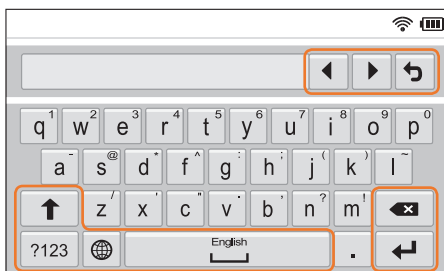 q1 w2 e3 r4 t5 y6 u7 i8 o9 p0
a- s@ d* f^ g: h; j( k) l~
z/ x' c" v. b, n? m!
?123 English .